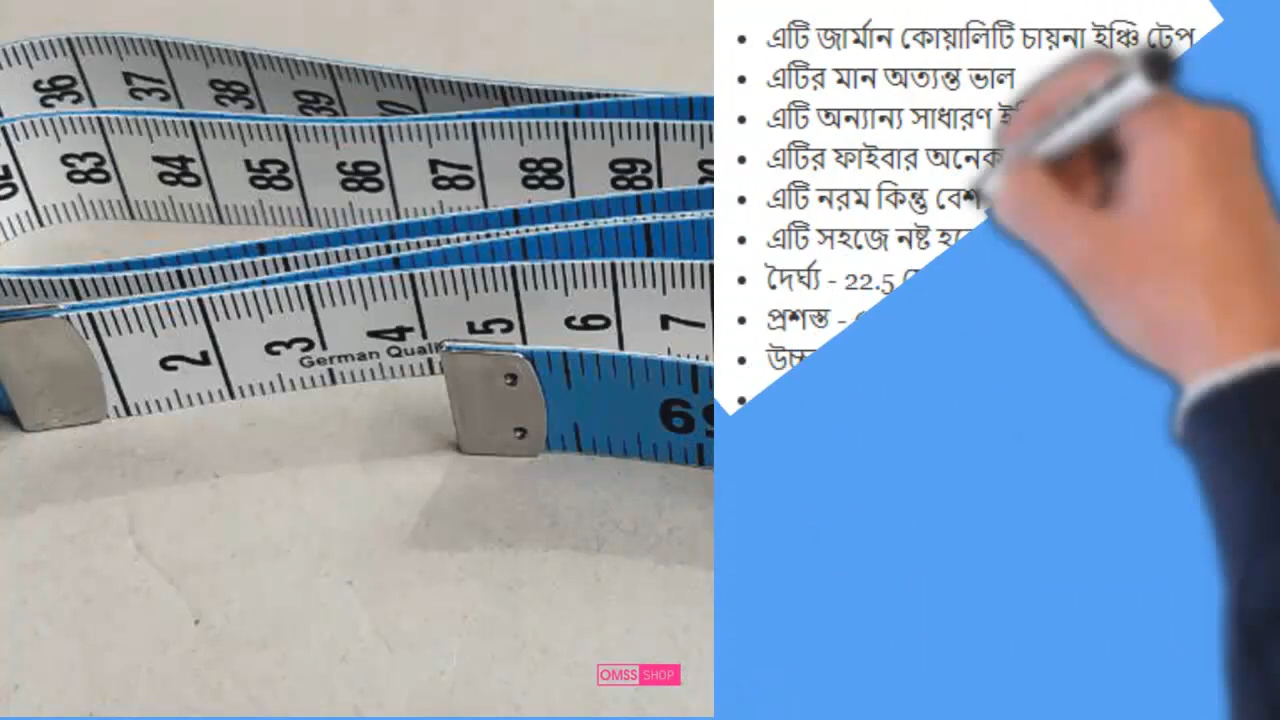 36 37 38 39
83 84 85 86 87 88 89
2 3 4 5 6 7
German
69
OMSS SHOP
• এটি জার্মান কোয়ালিটি চায়না ইঞ্চি টেপ
• এটির মান অত্যন্ত ভাল
• এটি অন্যান্য সাধারণ
• এটির ফাইবার অনেক
• এটি নরম কিন্তু
• এটি সহজে নষ্ট
• দৈর্ঘ্য - 22.5
• প্রশস্ত -